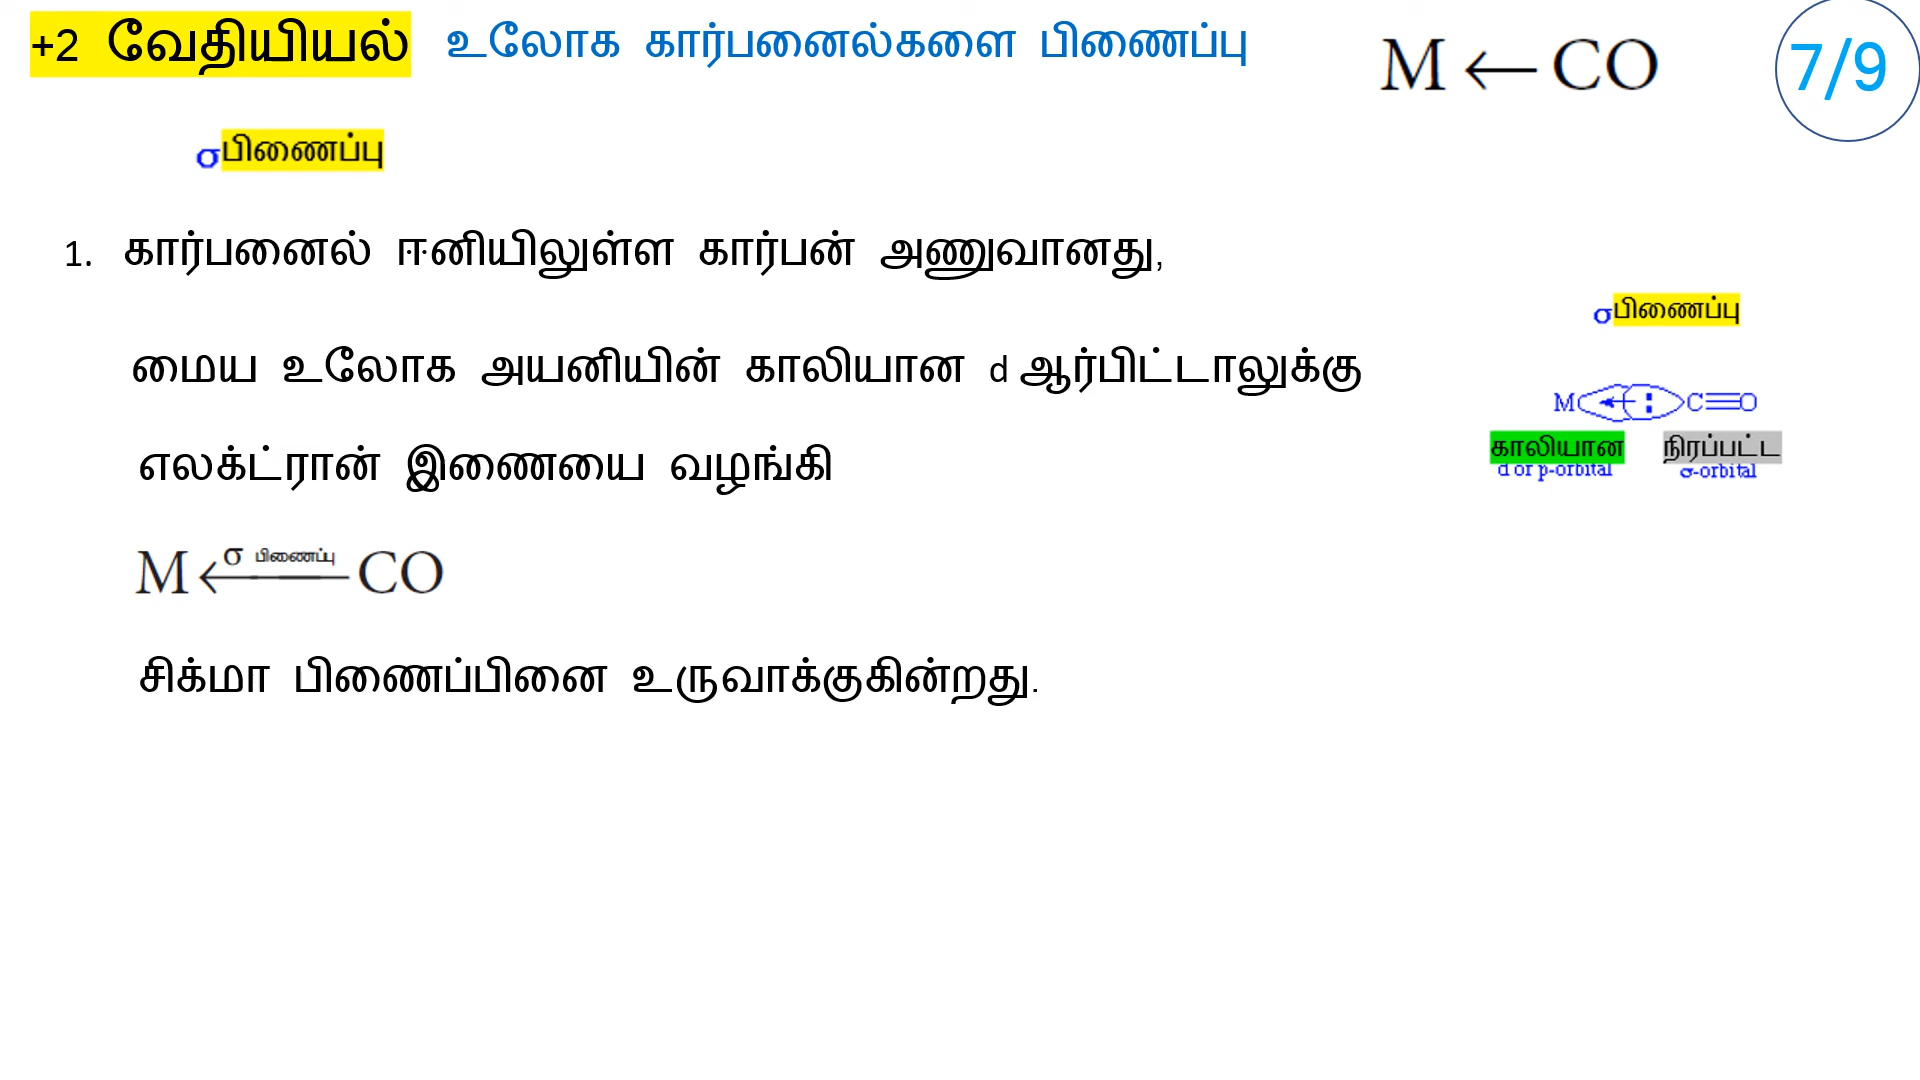 +2 வேதியியல் உலோக கார்பனைல்களை பிணைப்பு M ← CO 7/9
σ பிணைப்பு
1. கார்பனைல் ஈனியிலுள்ள கார்பன் அணுவானது,
σ பிணைப்பு
மைய உலோக அயனியின் காலியான d ஆர்பிட்டாலுக்கு
M C≡O
காலியான நிரப்பட்ட
d or p-orbital σ-orbital
எலக்ட்ரான் இணையை வழங்கி
M ←σ பிணைப்பு CO
சிக்மா பிணைப்பினை உருவாக்குகின்றது.